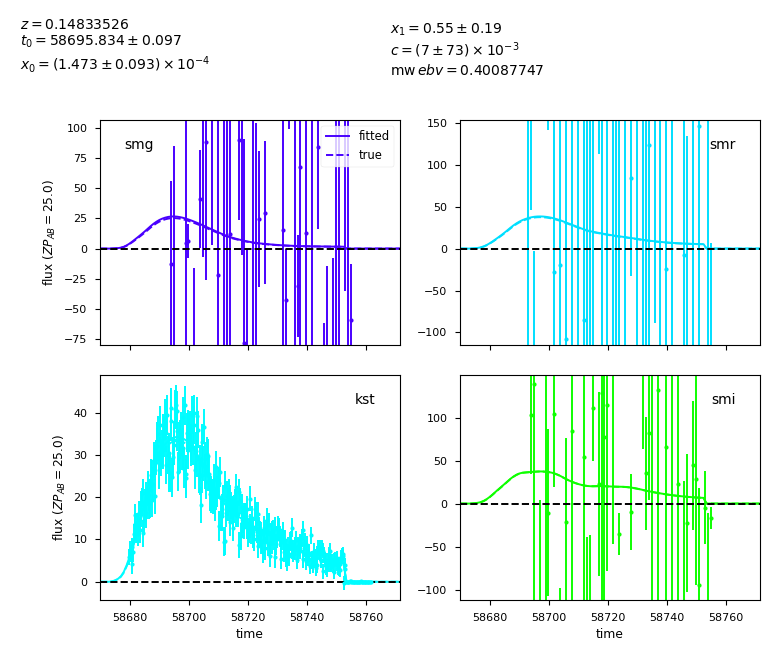 z = 0.14833526
t₀ = 58695.834 ± 0.097
x₀ = (1.473 ± 0.093) × 10⁻⁴
x₁ = 0.55 ± 0.19
c = (7 ± 73) × 10⁻³
mw ebv = 0.40087747
smg
fitted
true
100
75
50
25
0
−25
−50
−75
flux (ZP_AB = 25.0)
smr
150
100
50
0
−50
−100
kst
40
30
20
10
0
flux (ZP_AB = 25.0)
58680 58700 58720 58740 58760
time
smi
100
50
0
−50
−100
58680 58700 58720 58740 58760
time